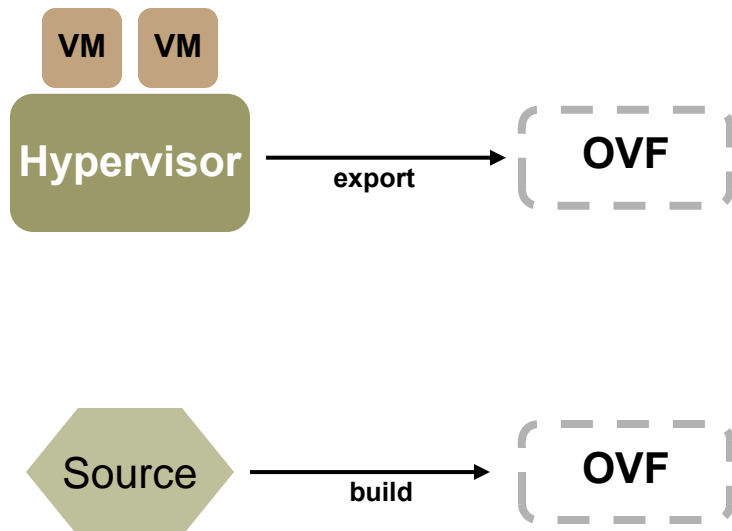 VM VM
Hypervisor
export
OVF
Source
build
OVF